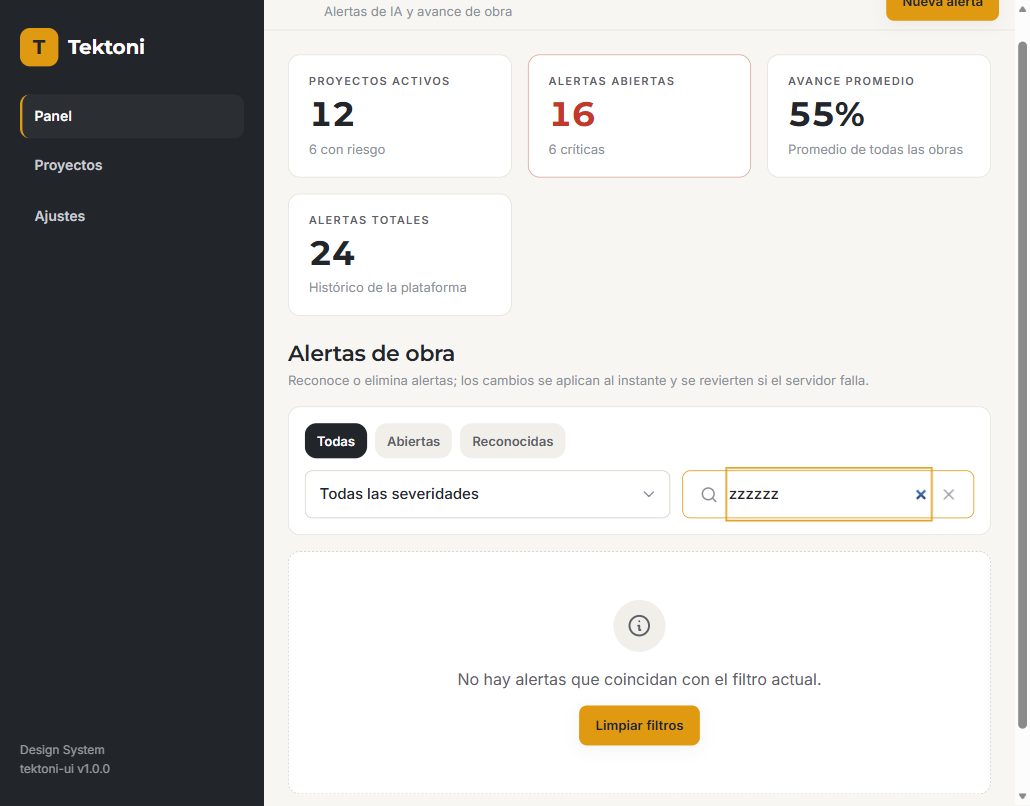 T Tektoni
Panel
Proyectos
Ajustes
Design System
tektoni-ui v1.0.0
Alertas de IA y avance de obra
Nueva alerta
PROYECTOS ACTIVOS
12
6 con riesgo
ALERTAS ABIERTAS
16
6 críticas
AVANCE PROMEDIO
55%
Promedio de todas las obras
ALERTAS TOTALES
24
Histórico de la plataforma
Alertas de obra
Reconoce o elimina alertas; los cambios se aplican al instante y se revierten si el servidor falla.
Todas Abiertas Reconocidas
Todas las severidades
zzzzzz
No hay alertas que coincidan con el filtro actual.
Limpiar filtros